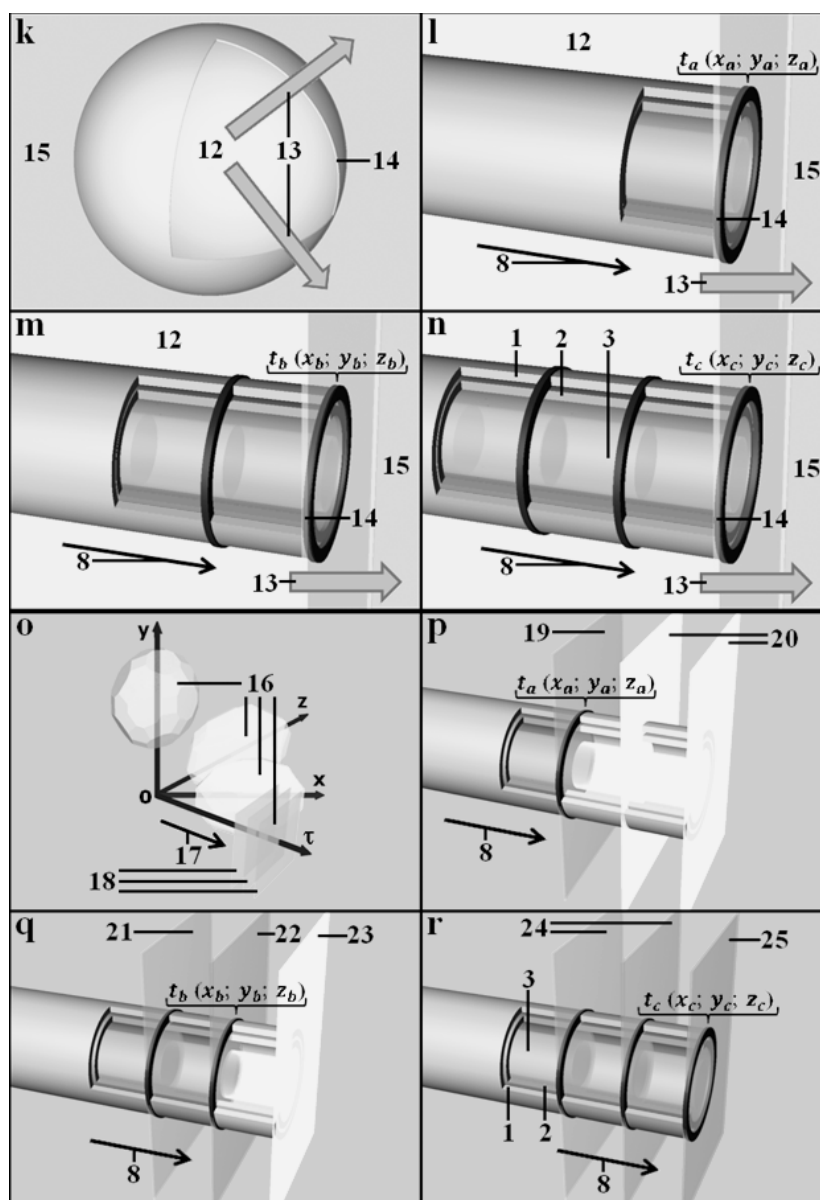 k
15
12
13
14
l
12
t_a (x_a; y_a; z_a)
15
14
8
13
m
12
t_b (x_b; y_b; z_b)
15
14
8
13
n
1
2
3
t_c (x_c; y_c; z_c)
15
14
8
13
o
y
16
z
o
x
τ
17
18
p
19
20
t_a (x_a; y_a; z_a)
8
q
21
22
23
t_b (x_b; y_b; z_b)
8
r
24
25
3
t_c (x_c; y_c; z_c)
1
2
8